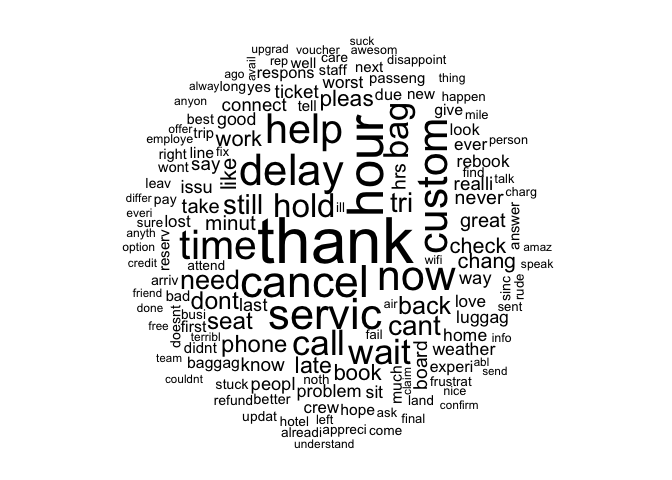 suck
upgrad voucher awesom
avail rep well care disappoint
ago respons staff next
alway long yes ticket worst passeng thing
anyon connect tell pleas due new happen
best good help hour bag give mile
offer trip work custom look
employe ever person
right line fix delay hrs rebook
wont say like find
leav issu realli talk
differ pay take still hold ill tri never charg
everi
sure lost minut great answer
anyth time thank
option reserv check amaz
credit attend cancel now wifi chang speak
arriv need way sinc rude
friend bad dont last servic air back love
done busi sent
free first seat cant luggag
doesnt terribl didnt phone call fail home info
team wait board weather
baggag know late experi abl
couldnt book much send
stuck peopl noth problem sit claim frustrat
refund better nice
crew hope ask land confirm
updat hotel left final
alreadi appreci come
understand